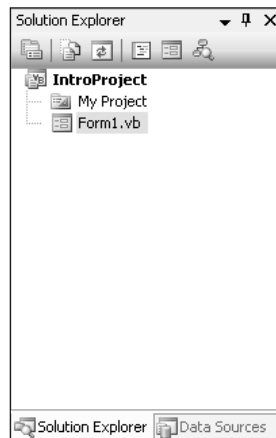 Solution Explorer
IntroProject
My Project
Form1.vb
Solution Explorer Data Sources